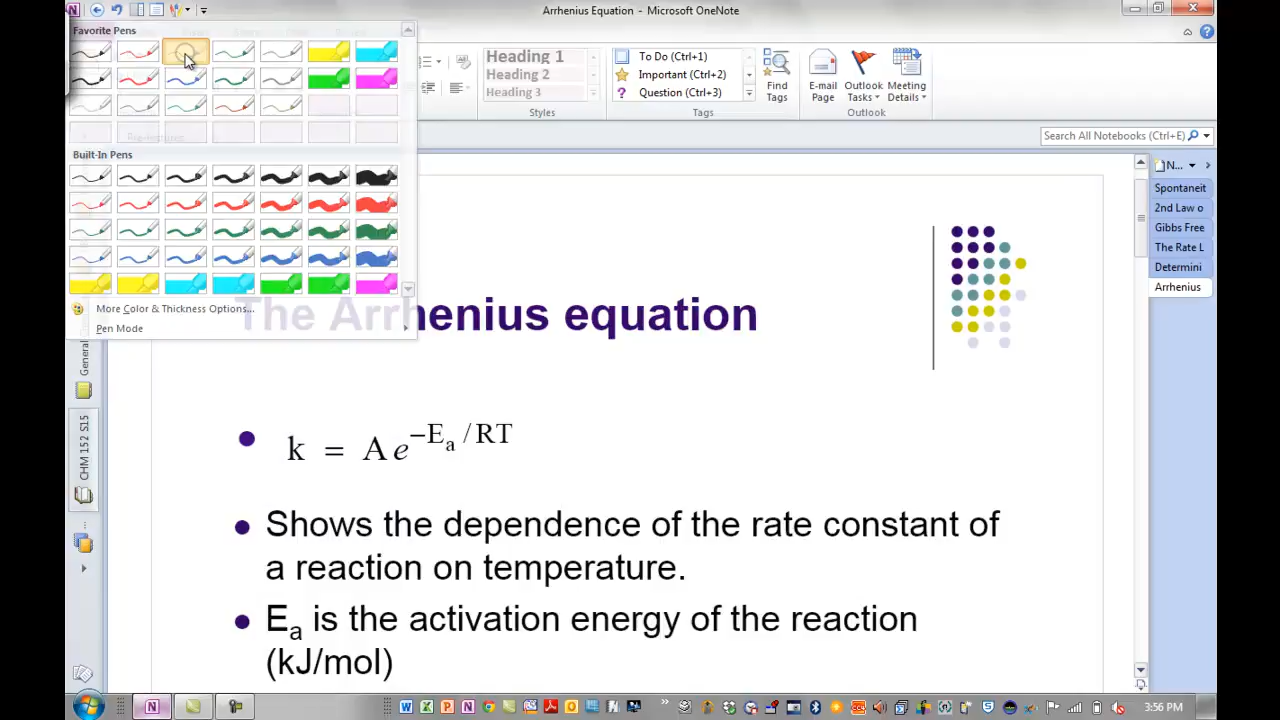 Arrhenius Equation - Microsoft OneNote
Favorite Pens
Built-In Pens
More Color & Thickness Options...
Pen Mode
Heading 1
Heading 2
Heading 3
Styles
To Do (Ctrl+1)
Important (Ctrl+2)
Question (Ctrl+3)
Tags
Find
Tags
E-mail
Page
Outlook
Tasks
Meeting
Details
Outlook
Search All Notebooks (Ctrl+E)
N...
Spontaneit
2nd Law o
Gibbs Free
The Rate L
Determini
Arrhenius
General
CHM 152 S15
The Arrhenius equation
k = A e^{−E_a /RT}
Shows the dependence of the rate constant of
a reaction on temperature.
E_a is the activation energy of the reaction
(kJ/mol)
3:56 PM